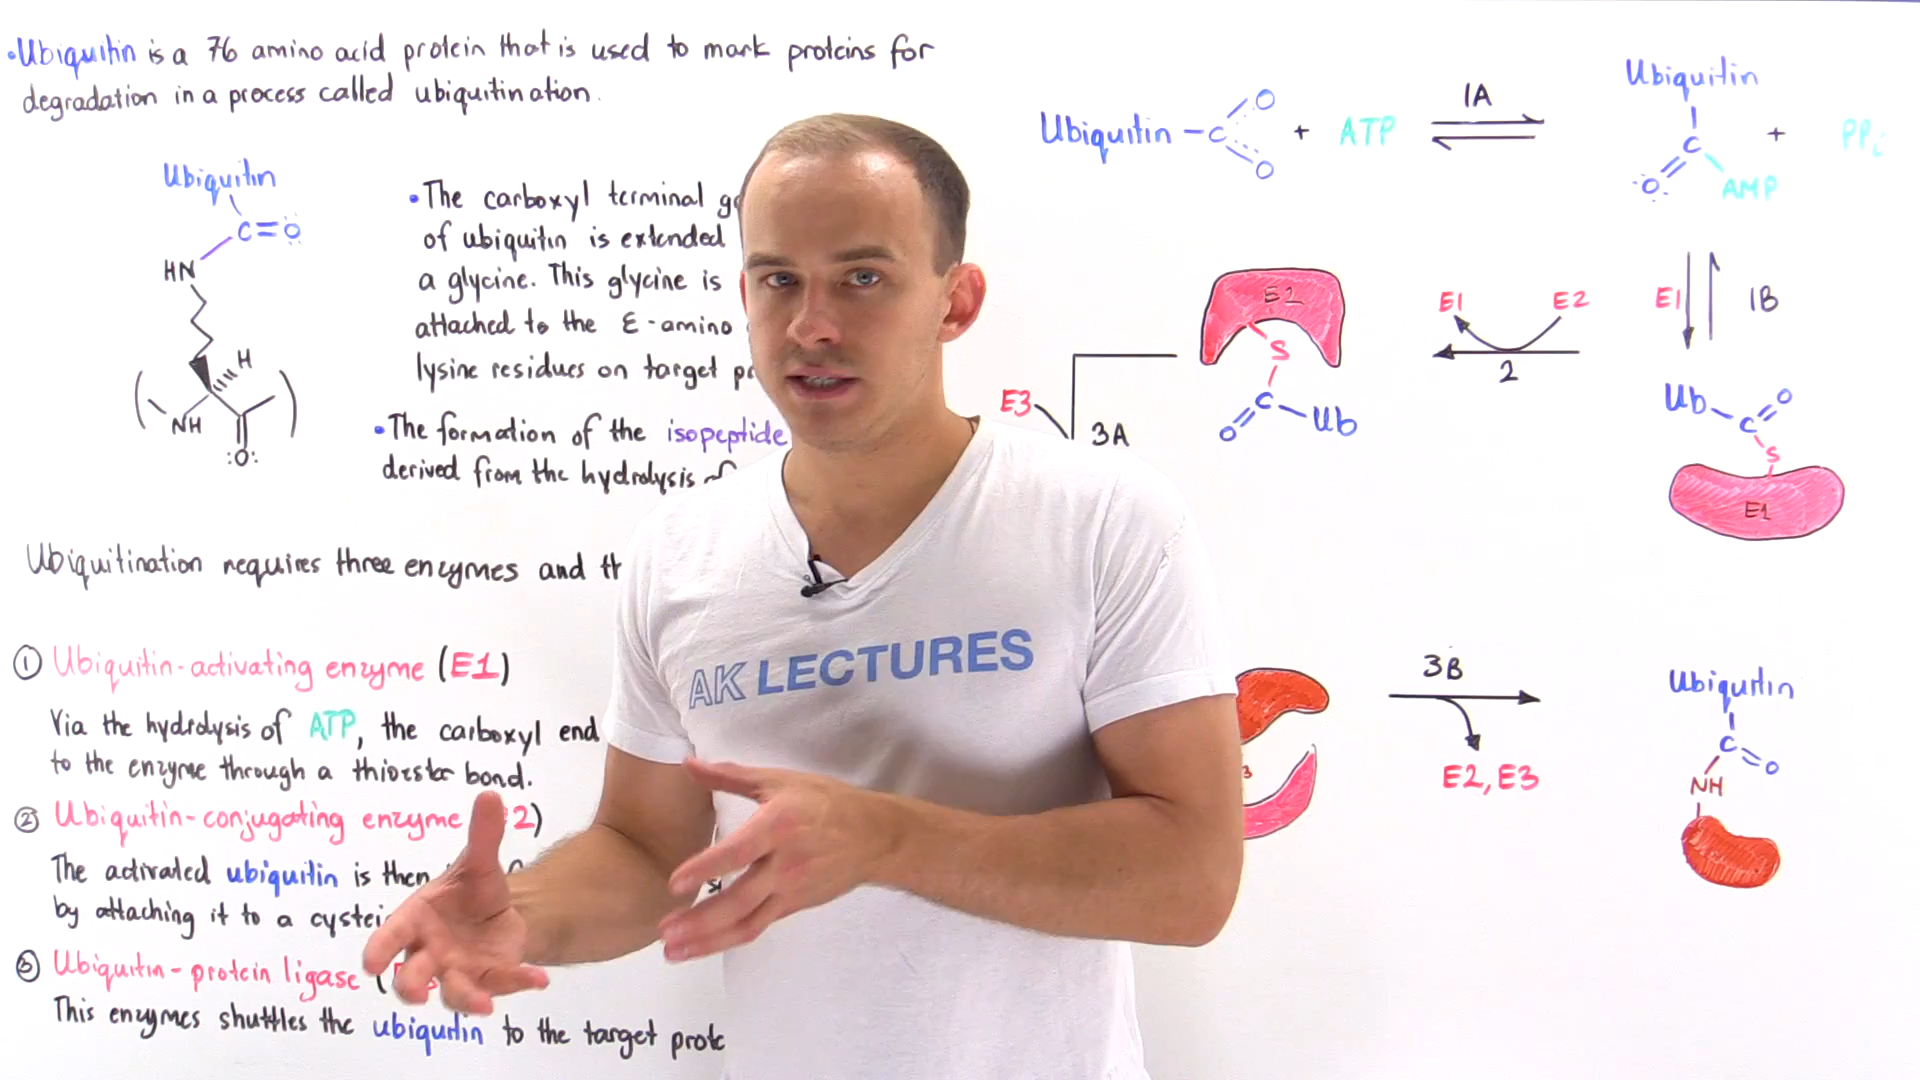 •Ubiquitin is a 76 amino acid protein that is used to mark proteins for
degradation in a process called ubiquitination.
Ubiquitin
C=O
HN
H
NH
:O:
•The carboxyl terminal
of ubiquitin is extended
a glycine. This glycine is
attached to the ε-amino
lysine residues on target
•The formation of the isopeptide
derived from the hydrolysis of
Ubiquitination requires three enzymes and
① Ubiquitin-activating enzyme (E1)
Via the hydrolysis of ATP, the carboxyl end
to the enzyme through a thioester bond.
② Ubiquitin-conjugating enzyme 2)
The activated ubiquitin is then
by attaching it to a
③ Ubiquitin-protein ligase (
This enzymes shuttles the ubiquitin to the target
AK LECTURES
Ubiquitin-C O O + ATP
1A
Ubiquitin
C
O
AMP
+ PPi
E1 1B
Ub-C O
S
E1
E1 E2
2
E2
S
C
O Ub
E3
3A
3B
E2, E3
Ubiquitin
C
O
NH